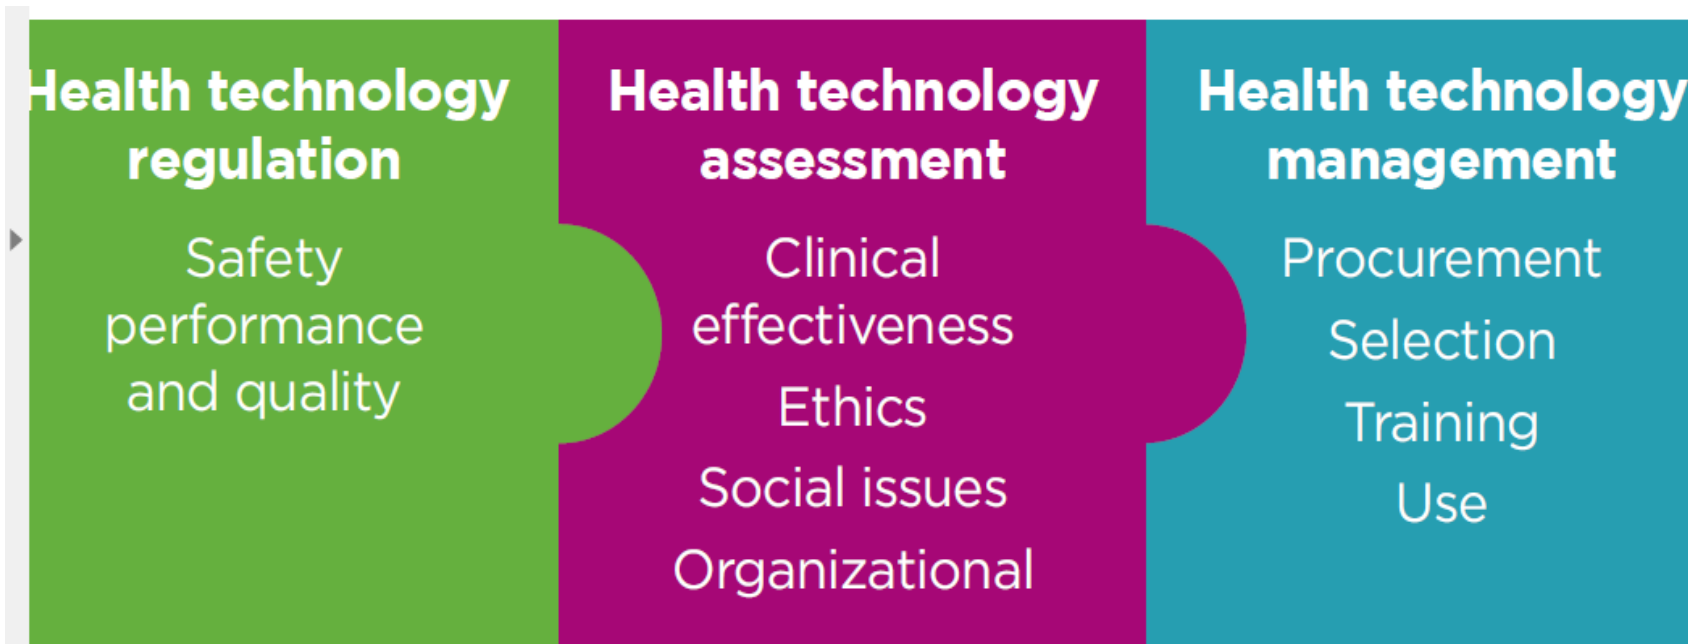 Health technology
regulation
Safety
performance
and quality
Health technology
assessment
Clinical
effectiveness
Ethics
Social issues
Organizational
Health technology
management
Procurement
Selection
Training
Use